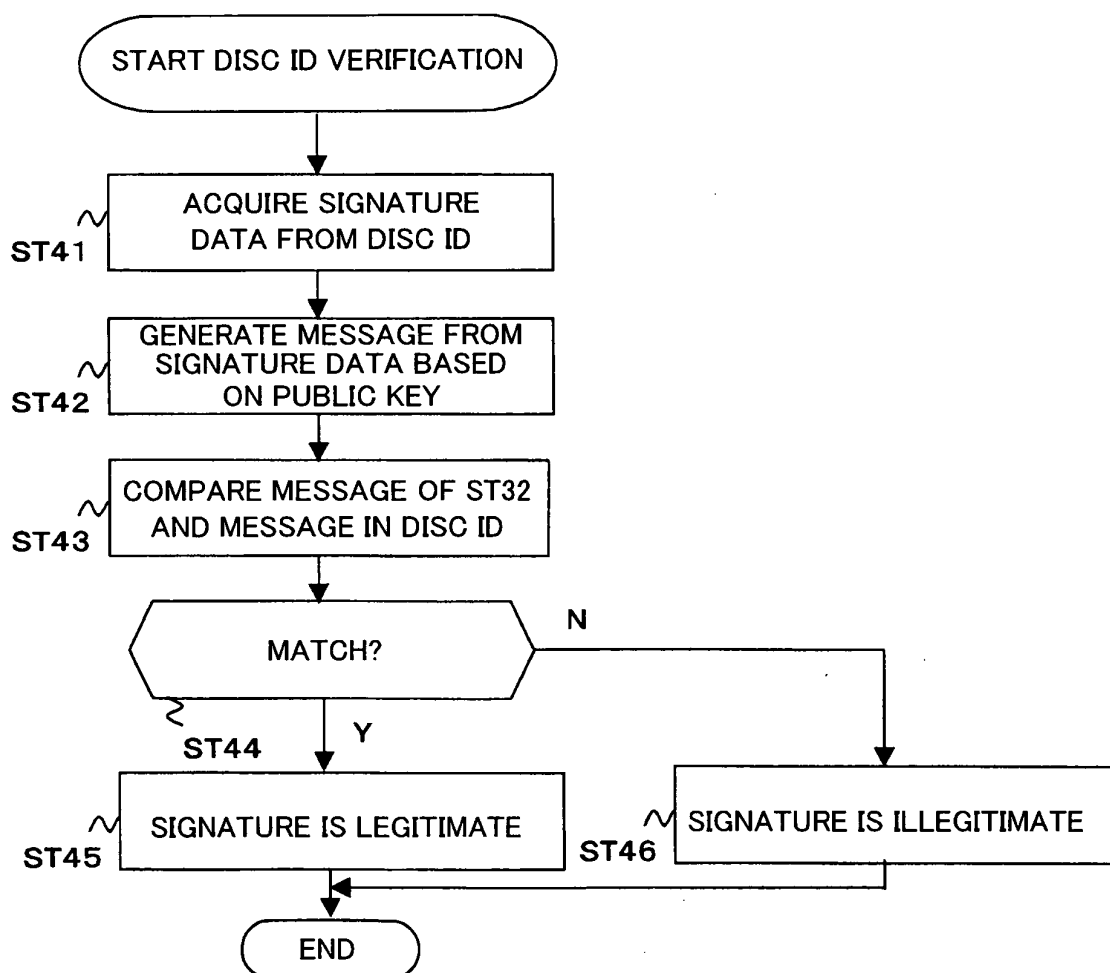 START DISC ID VERIFICATION
ACQUIRE SIGNATURE
DATA FROM DISC ID
ST41
GENERATE MESSAGE FROM
SIGNATURE DATA BASED
ON PUBLIC KEY
ST42
COMPARE MESSAGE OF ST32
AND MESSAGE IN DISC ID
ST43
MATCH?
N
ST44
Y
SIGNATURE IS LEGITIMATE
ST45
SIGNATURE IS ILLEGITIMATE
ST46
END